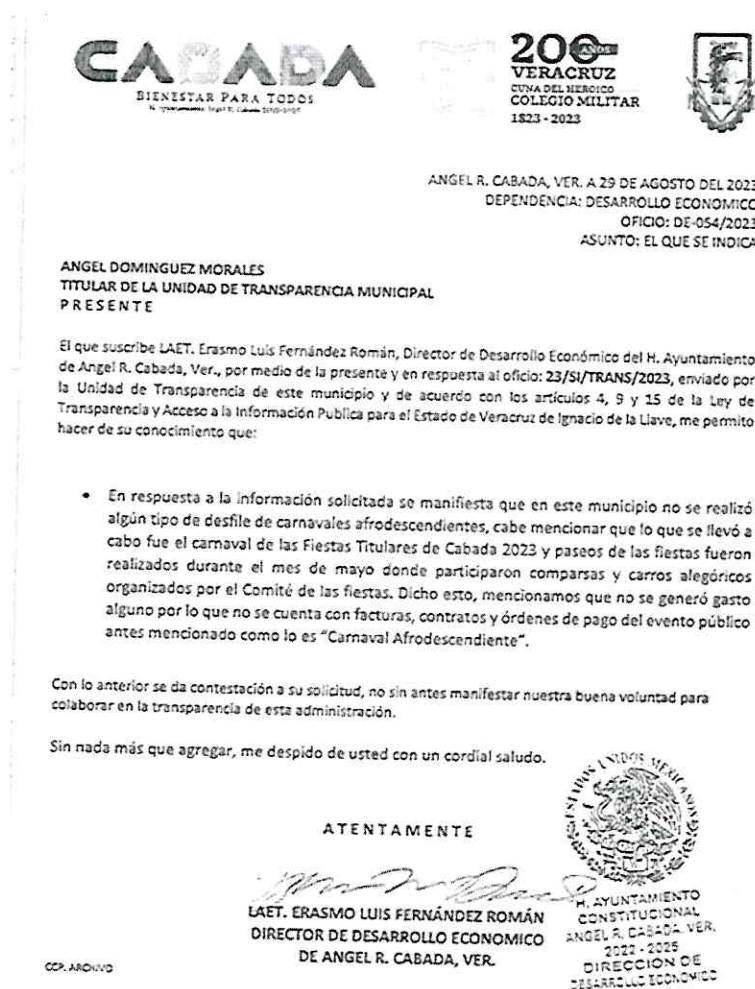 CABADA
BIENESTAR PARA TODOS
200 AÑOS
VERACRUZ
CUNA DEL HEROICO
COLEGIO MILITAR
1823 - 2023
ANGEL R. CABADA, VER. A 29 DE AGOSTO DEL 2023
DEPENDENCIA: DESARROLLO ECONOMICO
OFICIO: DE-054/2023
ASUNTO: EL QUE SE INDICA
ANGEL DOMINGUEZ MORALES
TITULAR DE LA UNIDAD DE TRANSPARENCIA MUNICIPAL
P R E S E N T E
El que suscribe LAET. Erasmo Luis Fernández Román, Director de Desarrollo Económico del H. Ayuntamiento
de Angel R. Cabada, Ver., por medio de la presente y en respuesta al oficio: 23/SI/TRANS/2023, enviado por
la Unidad de Transparencia de este municipio y de acuerdo con los artículos 4, 9 y 15 de la Ley de
Transparencia y Acceso a la Información Publica para el Estado de Veracruz de Ignacio de la Llave, me permito
hacer de su conocimiento que:
• En respuesta a la información solicitada se manifiesta que en este municipio no se realizó
algún tipo de desfile de carnavales afrodescendientes, cabe mencionar que lo que se llevó a
cabo fue el carnaval de las Fiestas Titulares de Cabada 2023 y paseos de las fiestas fueron
realizados durante el mes de mayo donde participaron comparsas y carros alegóricos
organizados por el Comité de las fiestas. Dicho esto, mencionamos que no se generó gasto
alguno por lo que no se cuenta con facturas, contratos y órdenes de pago del evento público
antes mencionado como lo es "Carnaval Afrodescendiente".
Con lo anterior se da contestación a su solicitud, no sin antes manifestar nuestra buena voluntad para
colaborar en la transparencia de esta administración.
Sin nada más que agregar, me despido de usted con un cordial saludo.
A T E N T A M E N T E
LAET. ERASMO LUIS FERNÁNDEZ ROMÁN
DIRECTOR DE DESARROLLO ECONOMICO
DE ANGEL R. CABADA, VER.
ESTADOS UNIDOS MEXICANOS
H. AYUNTAMIENTO
CONSTITUCIONAL
ANGEL R. CABADA, VER.
2022 - 2025
DIRECCIÓN DE
DESARROLLO ECONOMICO
CCP. ARCHIVO